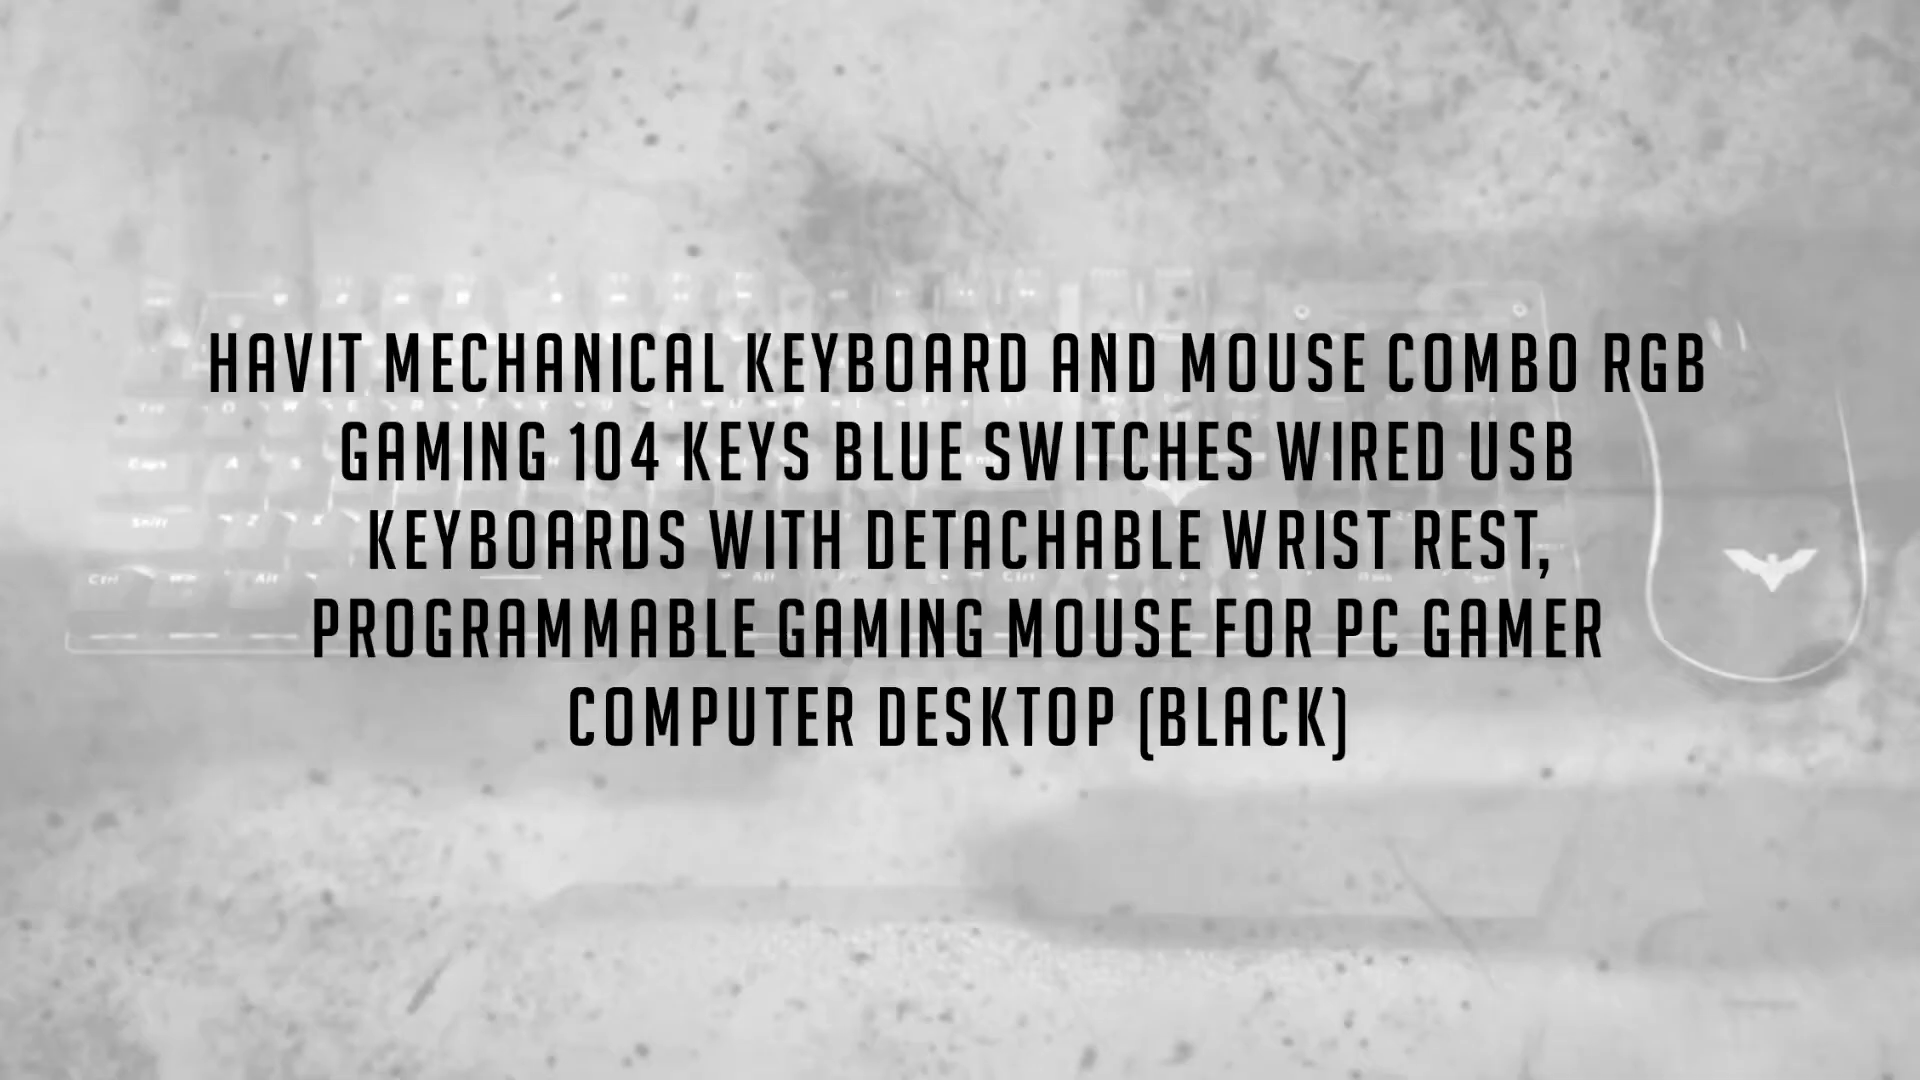 HAVIT MECHANICAL KEYBOARD AND MOUSE COMBO RGB
GAMING 104 KEYS BLUE SWITCHES WIRED USB
KEYBOARDS WITH DETACHABLE WRIST REST,
PROGRAMMABLE GAMING MOUSE FOR PC GAMER
COMPUTER DESKTOP (BLACK)